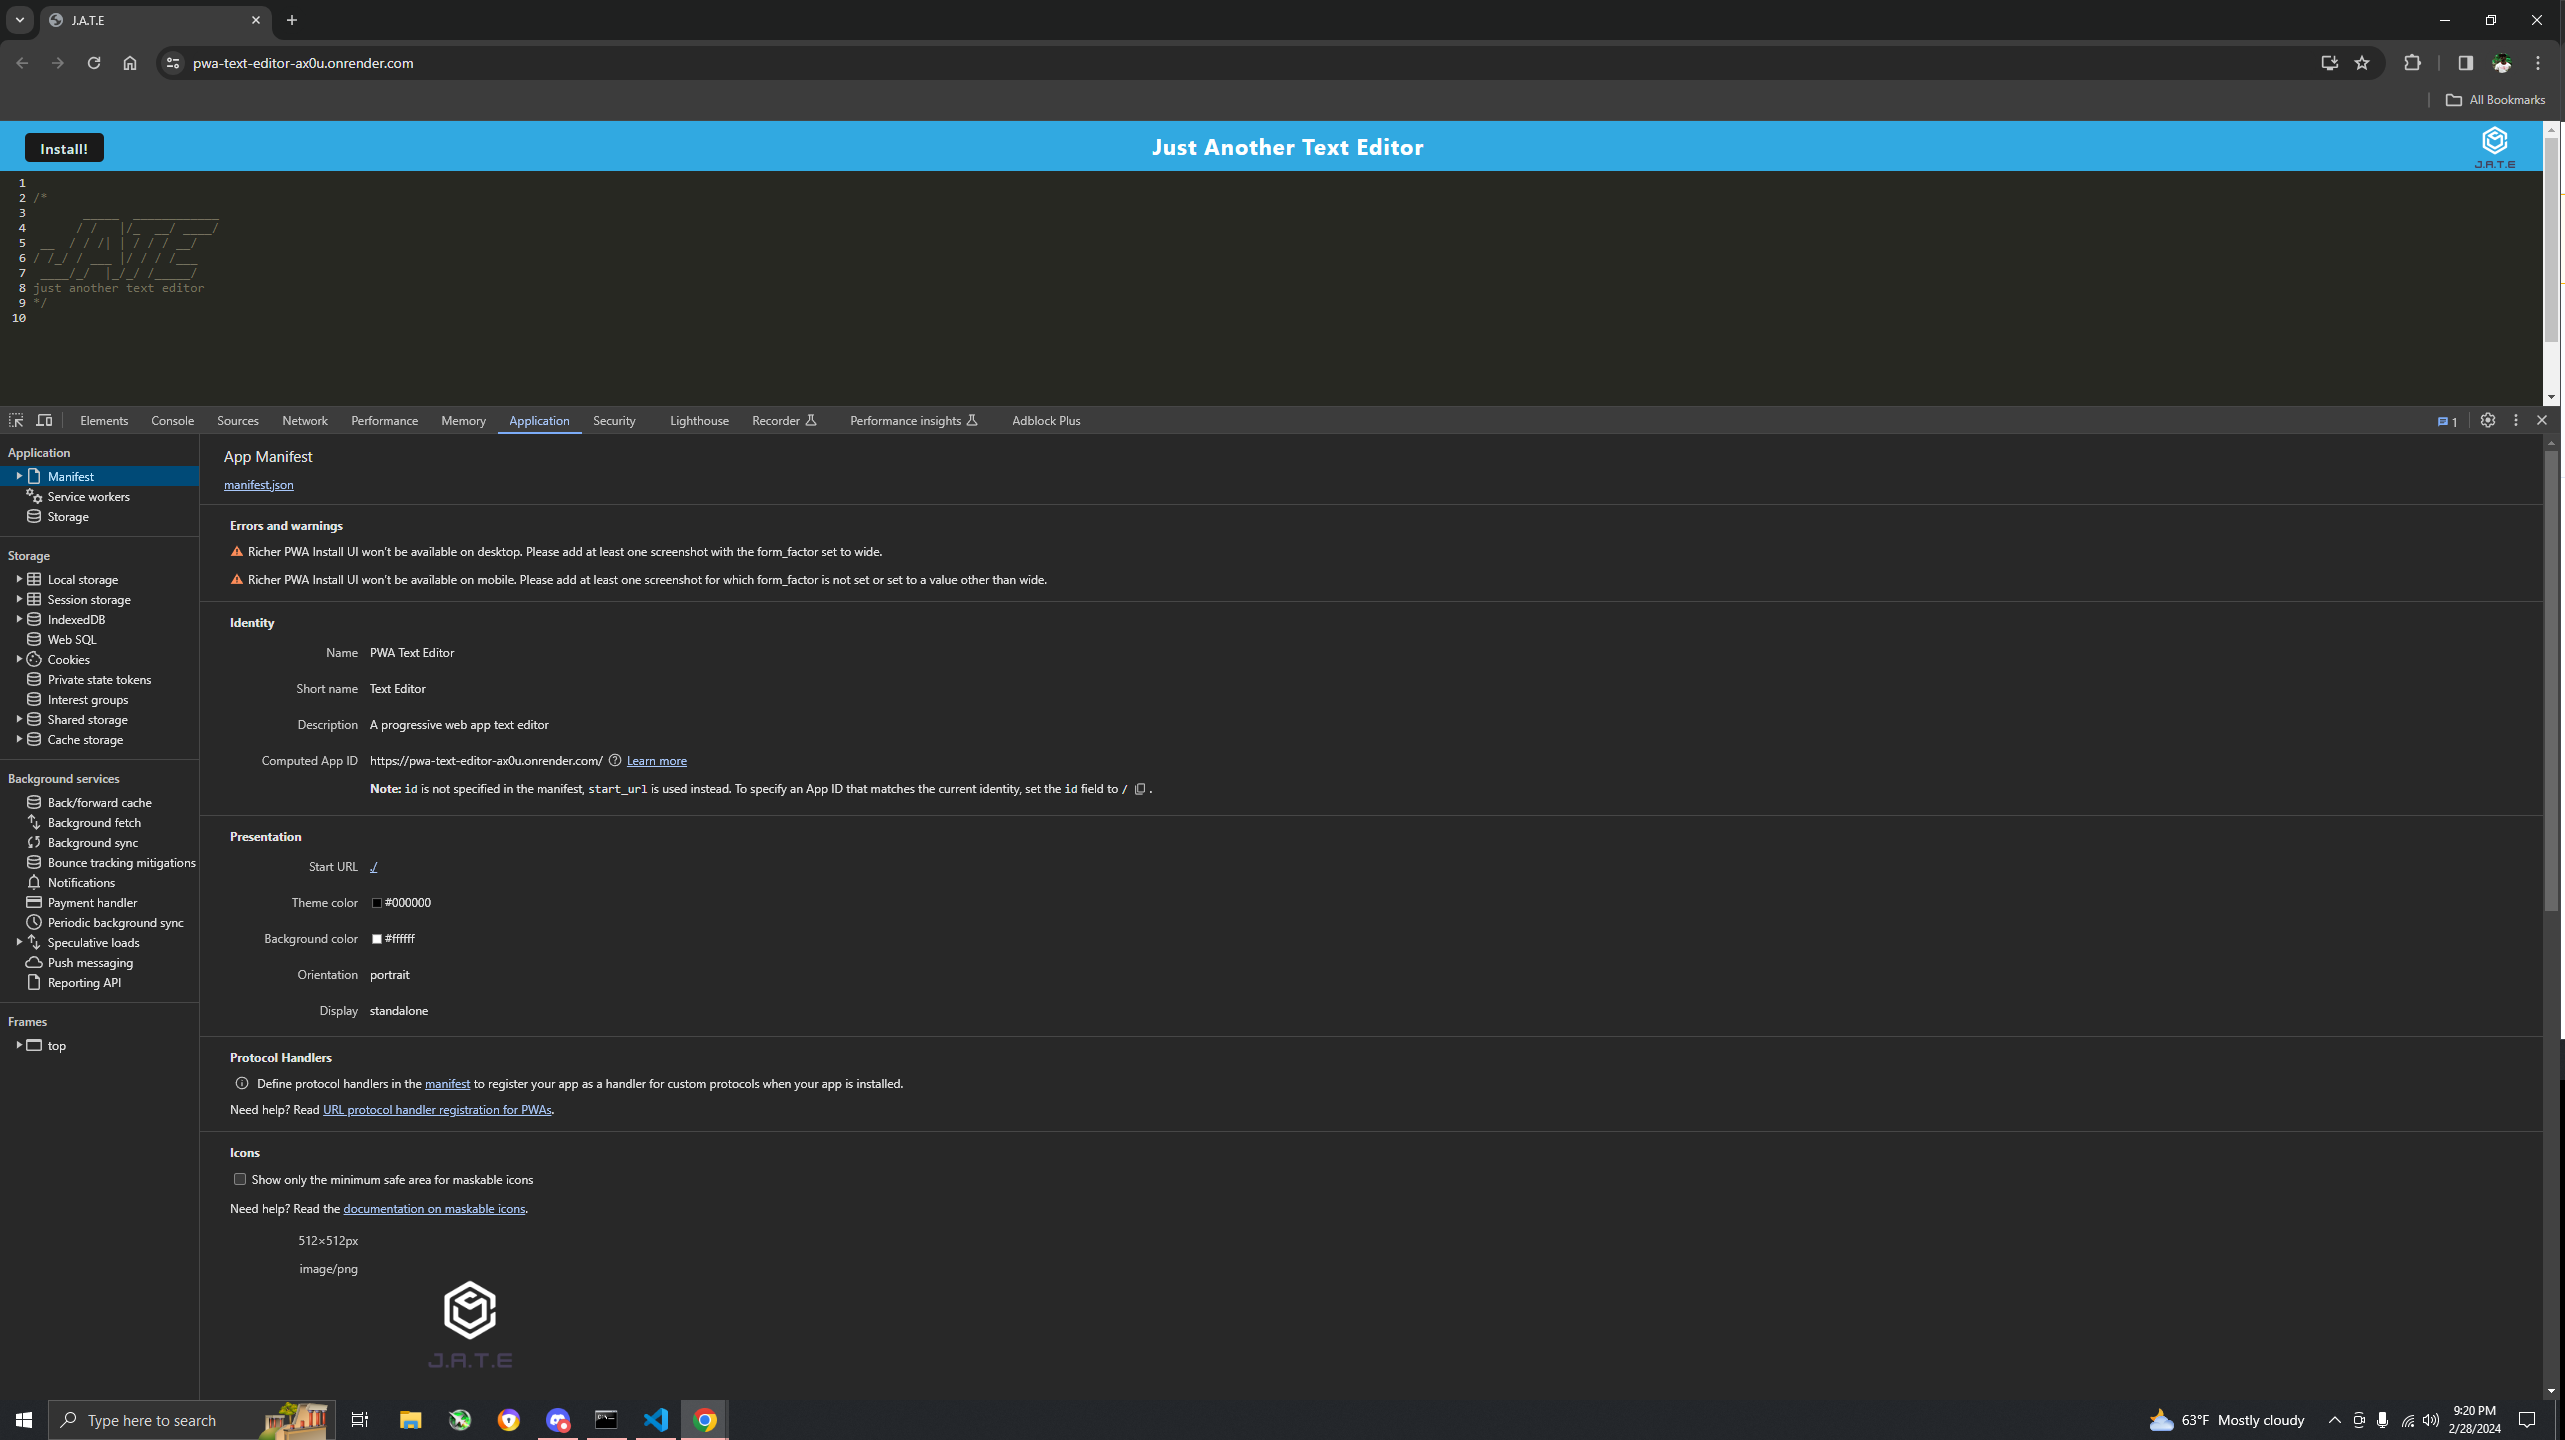 J.A.T.E
pwa-text-editor-ax0u.onrender.com
All Bookmarks
Install!
Just Another Text Editor
J.A.T.E
1
2 /*
3         _____  ____________
4       / /   |/_  __/ ____/
5  __  / / /| | / / / __/
6 / /_/ / ___ |/ / / /___
7  ____/_/  |_/_/ /_____/
8 just another text editor
9 */
10
Elements Console Sources Network Performance Memory Application Security Lighthouse Recorder Performance insights Adblock Plus 1
Application
Manifest
Service workers
Storage
Storage
Local storage
Session storage
IndexedDB
Web SQL
Cookies
Private state tokens
Interest groups
Shared storage
Cache storage
Background services
Back/forward cache
Background fetch
Background sync
Bounce tracking mitigations
Notifications
Payment handler
Periodic background sync
Speculative loads
Push messaging
Reporting API
Frames
top
App Manifest
manifest.json
Errors and warnings
Richer PWA Install UI won't be available on desktop. Please add at least one screenshot with the form_factor set to wide.
Richer PWA Install UI won't be available on mobile. Please add at least one screenshot for which form_factor is not set or set to a value other than wide.
Identity
Name PWA Text Editor
Short name Text Editor
Description A progressive web app text editor
Computed App ID https://pwa-text-editor-ax0u.onrender.com/ Learn more
Note: id is not specified in the manifest, start_url is used instead. To specify an App ID that matches the current identity, set the id field to / .
Presentation
Start URL ./
Theme color #000000
Background color #ffffff
Orientation portrait
Display standalone
Protocol Handlers
Define protocol handlers in the manifest to register your app as a handler for custom protocols when your app is installed.
Need help? Read URL protocol handler registration for PWAs.
Icons
Show only the minimum safe area for maskable icons
Need help? Read the documentation on maskable icons.
512×512px
image/png
J.A.T.E
Type here to search
63°F Mostly cloudy
9:20 PM
2/28/2024